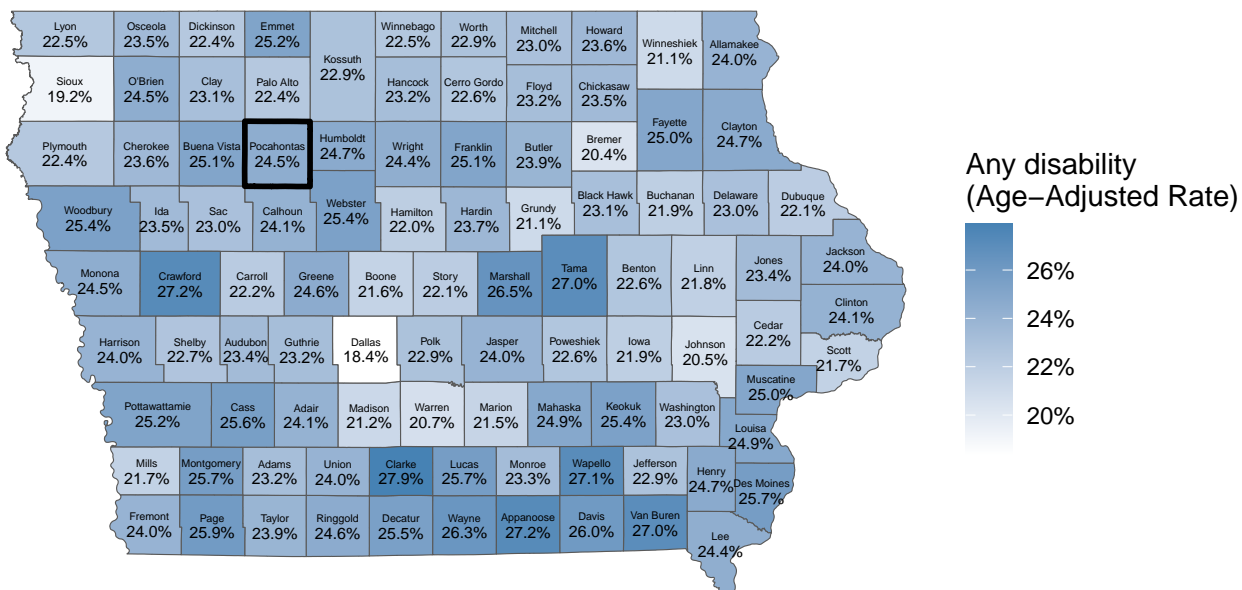 Lyon Osceola Dickinson Emmet Winnebago Worth Mitchell Howard
22.5% 23.5% 22.4% 25.2% 22.5% 22.9% 23.0% 23.6%
Kossuth Winneshiek Allamakee
22.9% 21.1% 24.0%
Sioux O'Brien Clay Palo Alto Hancock Cerro Gordo Floyd Chickasaw
19.2% 24.5% 23.1% 22.4% 23.2% 22.6% 23.2% 23.5%
Plymouth Cherokee Buena Vista Pocahontas Humboldt Wright Franklin Butler Bremer Fayette Clayton
22.4% 23.6% 25.1% 24.5% 24.7% 24.4% 25.1% 23.9% 20.4% 25.0% 24.7%
Any disability
(Age−Adjusted Rate)
Woodbury Ida Sac Calhoun Webster Hamilton Hardin Grundy Black Hawk Buchanan Delaware Dubuque
25.4% 23.5% 23.0% 24.1% 25.4% 22.0% 23.7% 21.1% 23.1% 21.9% 23.0% 22.1%
Monona Crawford Carroll Greene Boone Story Marshall Tama Benton Linn Jones Jackson
24.5% 27.2% 22.2% 24.6% 21.6% 22.1% 26.5% 27.0% 22.6% 21.8% 23.4% 24.0%
26%
Clinton
24.1%
24%
Harrison Shelby Audubon Guthrie Dallas Polk Jasper Poweshiek Iowa Johnson Cedar Scott
24.0% 22.7% 23.4% 23.2% 18.4% 22.9% 24.0% 22.6% 21.9% 20.5% 22.2% 21.7%
22%
Muscatine
25.0%
20%
Pottawattamie Cass Adair Madison Warren Marion Mahaska Keokuk Washington Louisa
25.2% 25.6% 24.1% 21.2% 20.7% 21.5% 24.9% 25.4% 23.0% 24.9%
Mills Montgomery Adams Union Clarke Lucas Monroe Wapello Jefferson Henry Des Moines
21.7% 25.7% 23.2% 24.0% 27.9% 25.7% 23.3% 27.1% 22.9% 24.7% 25.7%
Fremont Page Taylor Ringgold Decatur Wayne Appanoose Davis Van Buren Lee
24.0% 25.9% 23.9% 24.6% 25.5% 26.3% 27.2% 26.0% 27.0% 24.4%